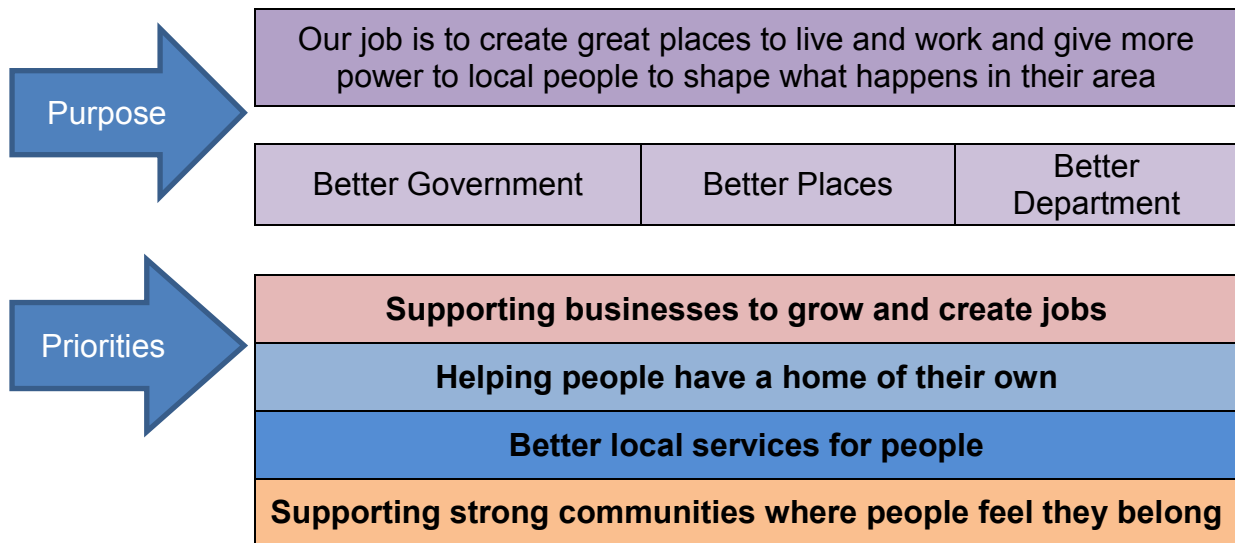 Purpose
Our job is to create great places to live and work and give more
power to local people to shape what happens in their area
Better Government
Better Places
Better
Department
Priorities
Supporting businesses to grow and create jobs
Helping people have a home of their own
Better local services for people
Supporting strong communities where people feel they belong